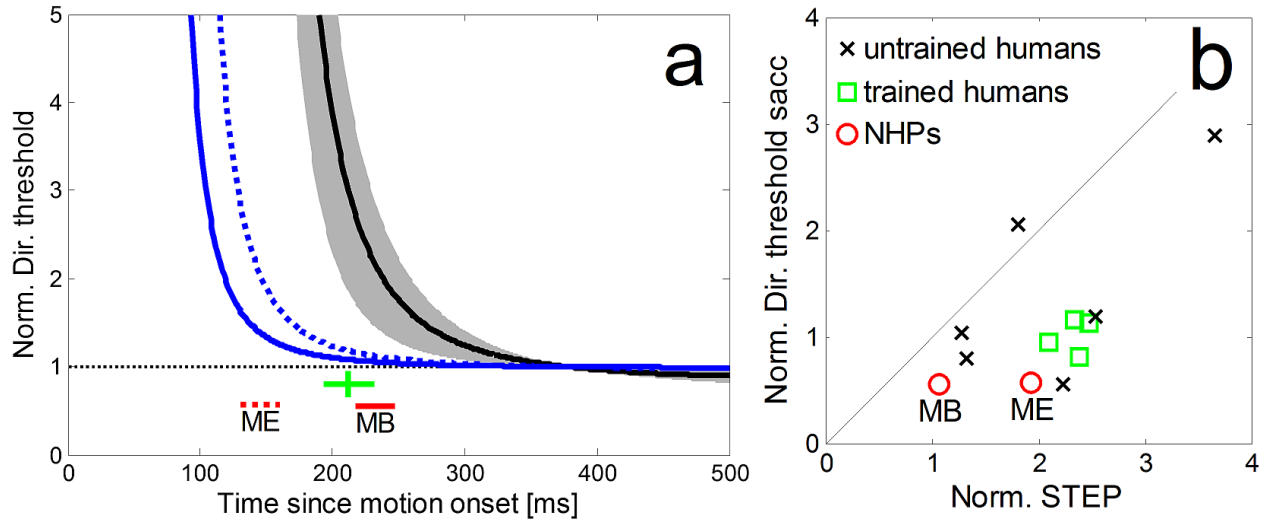 a
5
4
3
2
1
0
Norm. Dir. threshold
ME
MB
0
100
200
300
400
500
Time since motion onset [ms]
b
× untrained humans
trained humans
NHPs
4
3
2
1
0
Norm. Dir. threshold sacc
MB
ME
0
1
2
3
4
Norm. STEP